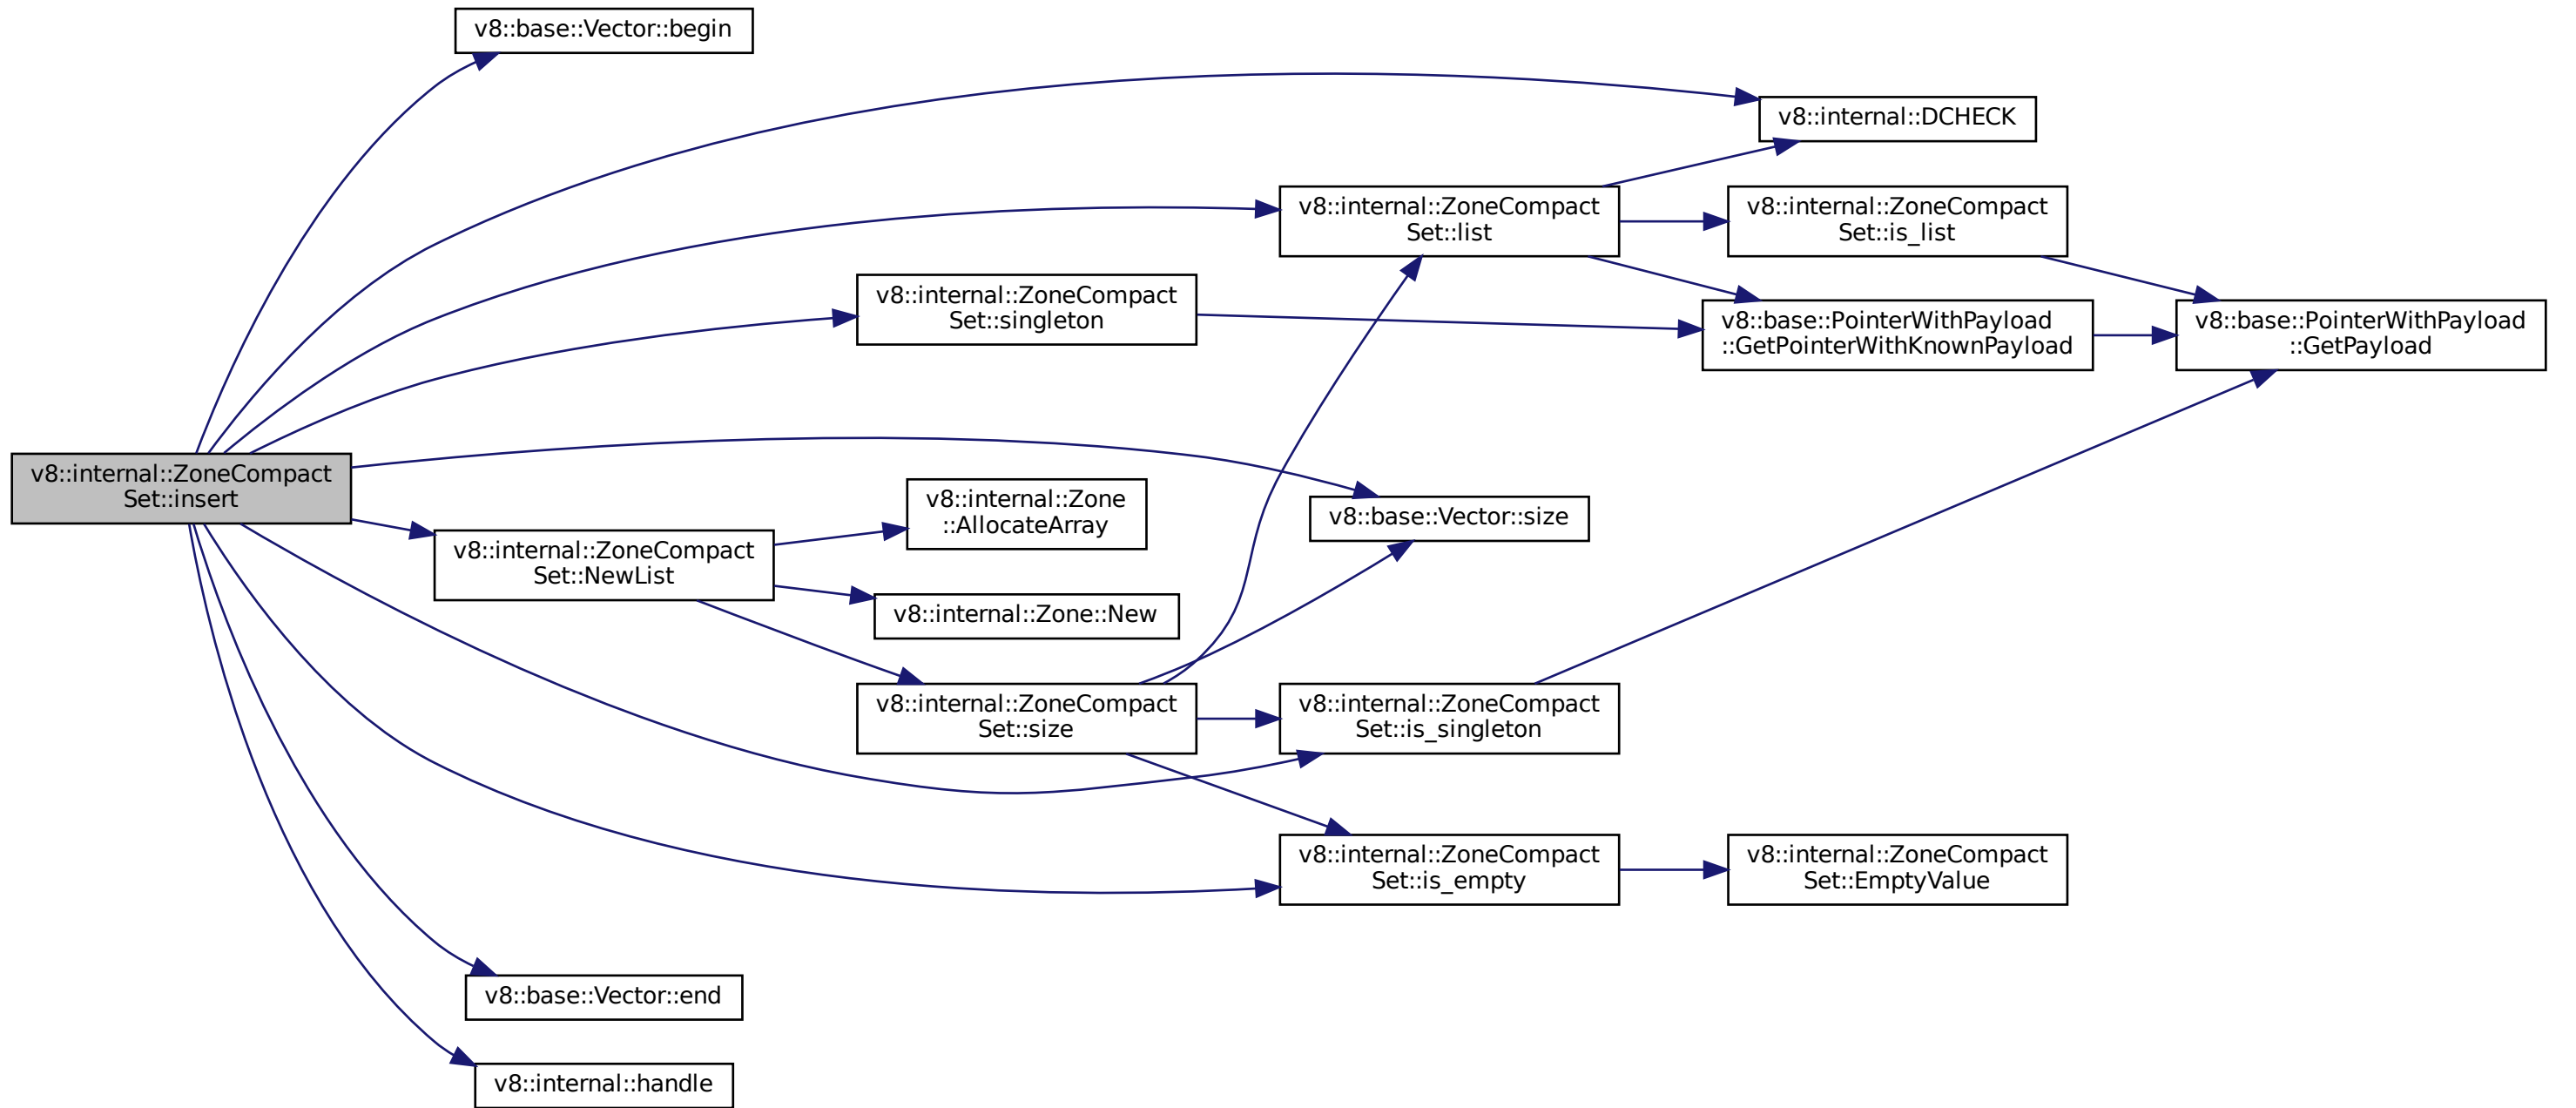 v8::base::Vector::begin
v8::internal::DCHECK
v8::internal::ZoneCompact
Set::list
v8::internal::ZoneCompact
Set::is_list
v8::internal::ZoneCompact
Set::singleton
v8::base::PointerWithPayload
::GetPointerWithKnownPayload
v8::base::PointerWithPayload
::GetPayload
v8::internal::ZoneCompact
Set::insert
v8::internal::Zone
::AllocateArray
v8::base::Vector::size
v8::internal::ZoneCompact
Set::NewList
v8::internal::Zone::New
v8::internal::ZoneCompact
Set::size
v8::internal::ZoneCompact
Set::is_singleton
v8::internal::ZoneCompact
Set::is_empty
v8::internal::ZoneCompact
Set::EmptyValue
v8::base::Vector::end
v8::internal::handle